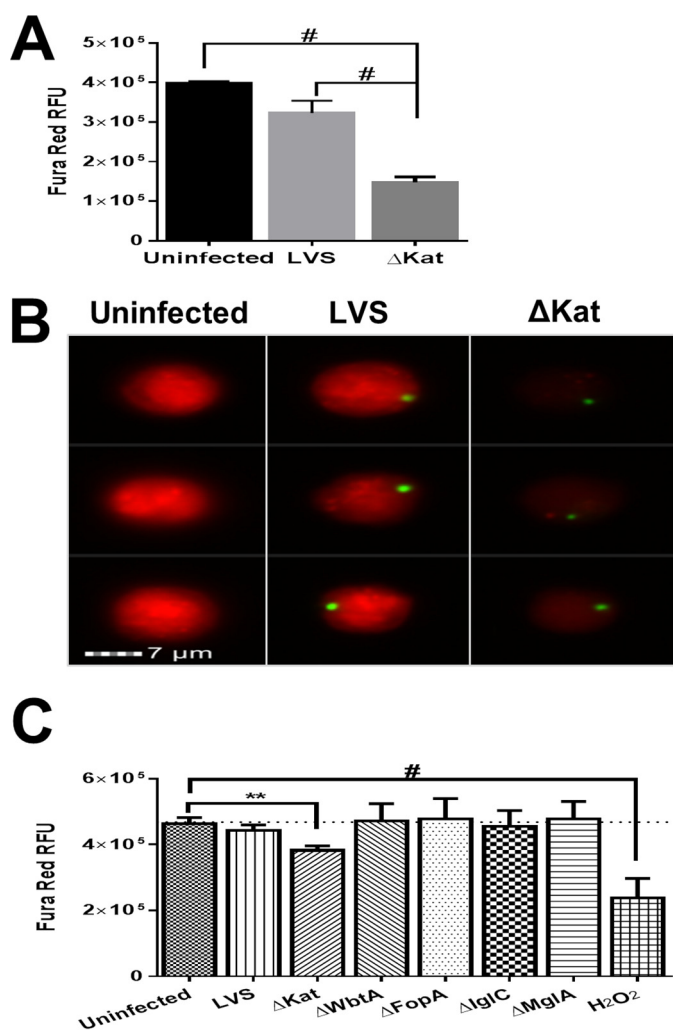 A
Fura Red RFU
5×10⁵
4×10⁵
3×10⁵
2×10⁵
1×10⁵
0
#
#
Uninfected LVS ΔKat
B
Uninfected LVS ΔKat
7 µm
C
Fura Red RFU
6×10⁵
4×10⁵
2×10⁵
0
#
**
Uninfected LVS ΔKat ΔWbtA ΔFopA ΔIglC ΔMglA H₂O₂